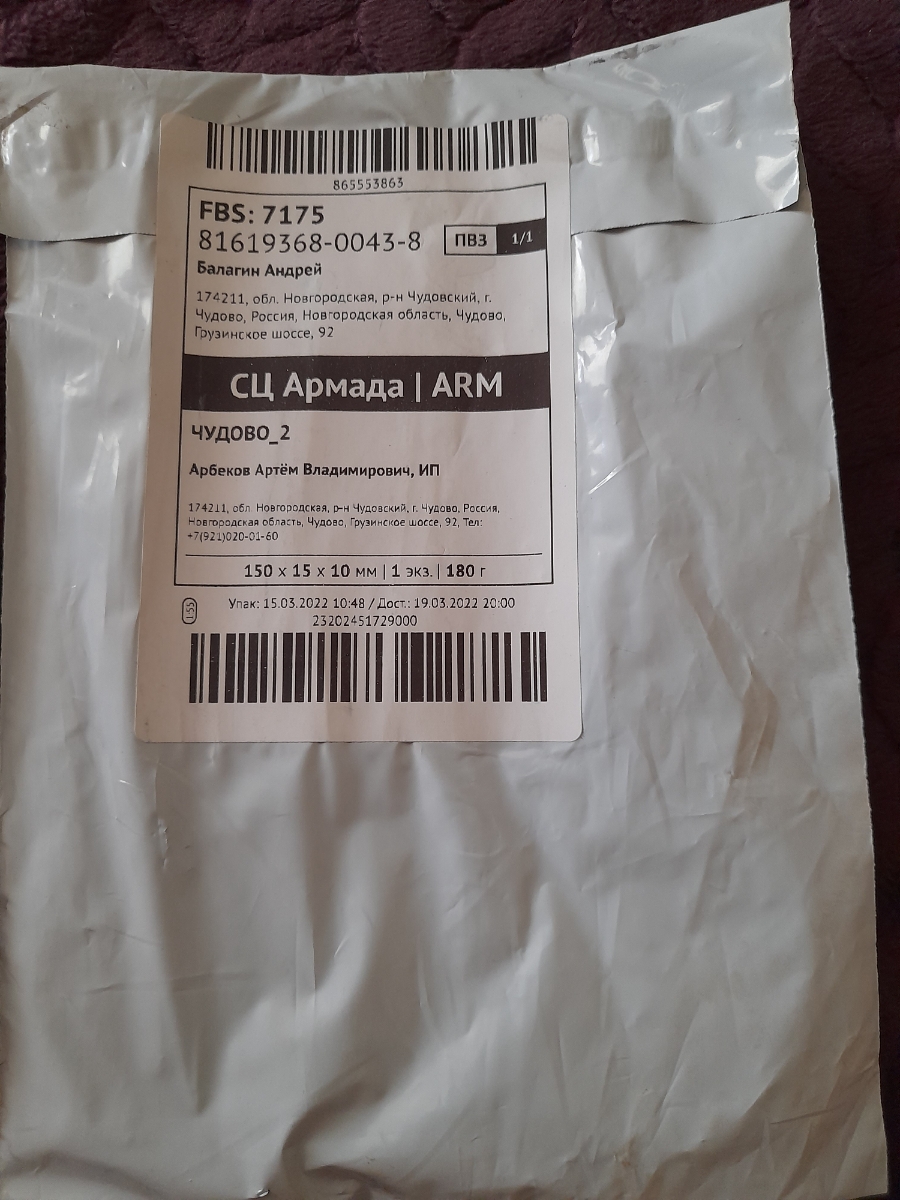 865553863
FBS: 7175
81619368-0043-8
ПВЗ 1/1
Балагин Андрей
174211, обл. Новгородская, р-н Чудовский, г.
Чудово, Россия, Новгородская область, Чудово,
Грузинское шоссе, 92
СЦ Армада | ARM
ЧУДОВО_2
Арбеков Артём Владимирович, ИП
174211, обл. Новгородская, р-н Чудовский, г. Чудово, Россия,
Новгородская область, Чудово, Грузинское шоссе, 92, Тел:
+7(921)020-01-60
150 x 15 x 10 мм | 1 экз. | 180 г
155
Упак: 15.03.2022 10:48 / Дост.: 19.03.2022 20:00
23202451729000